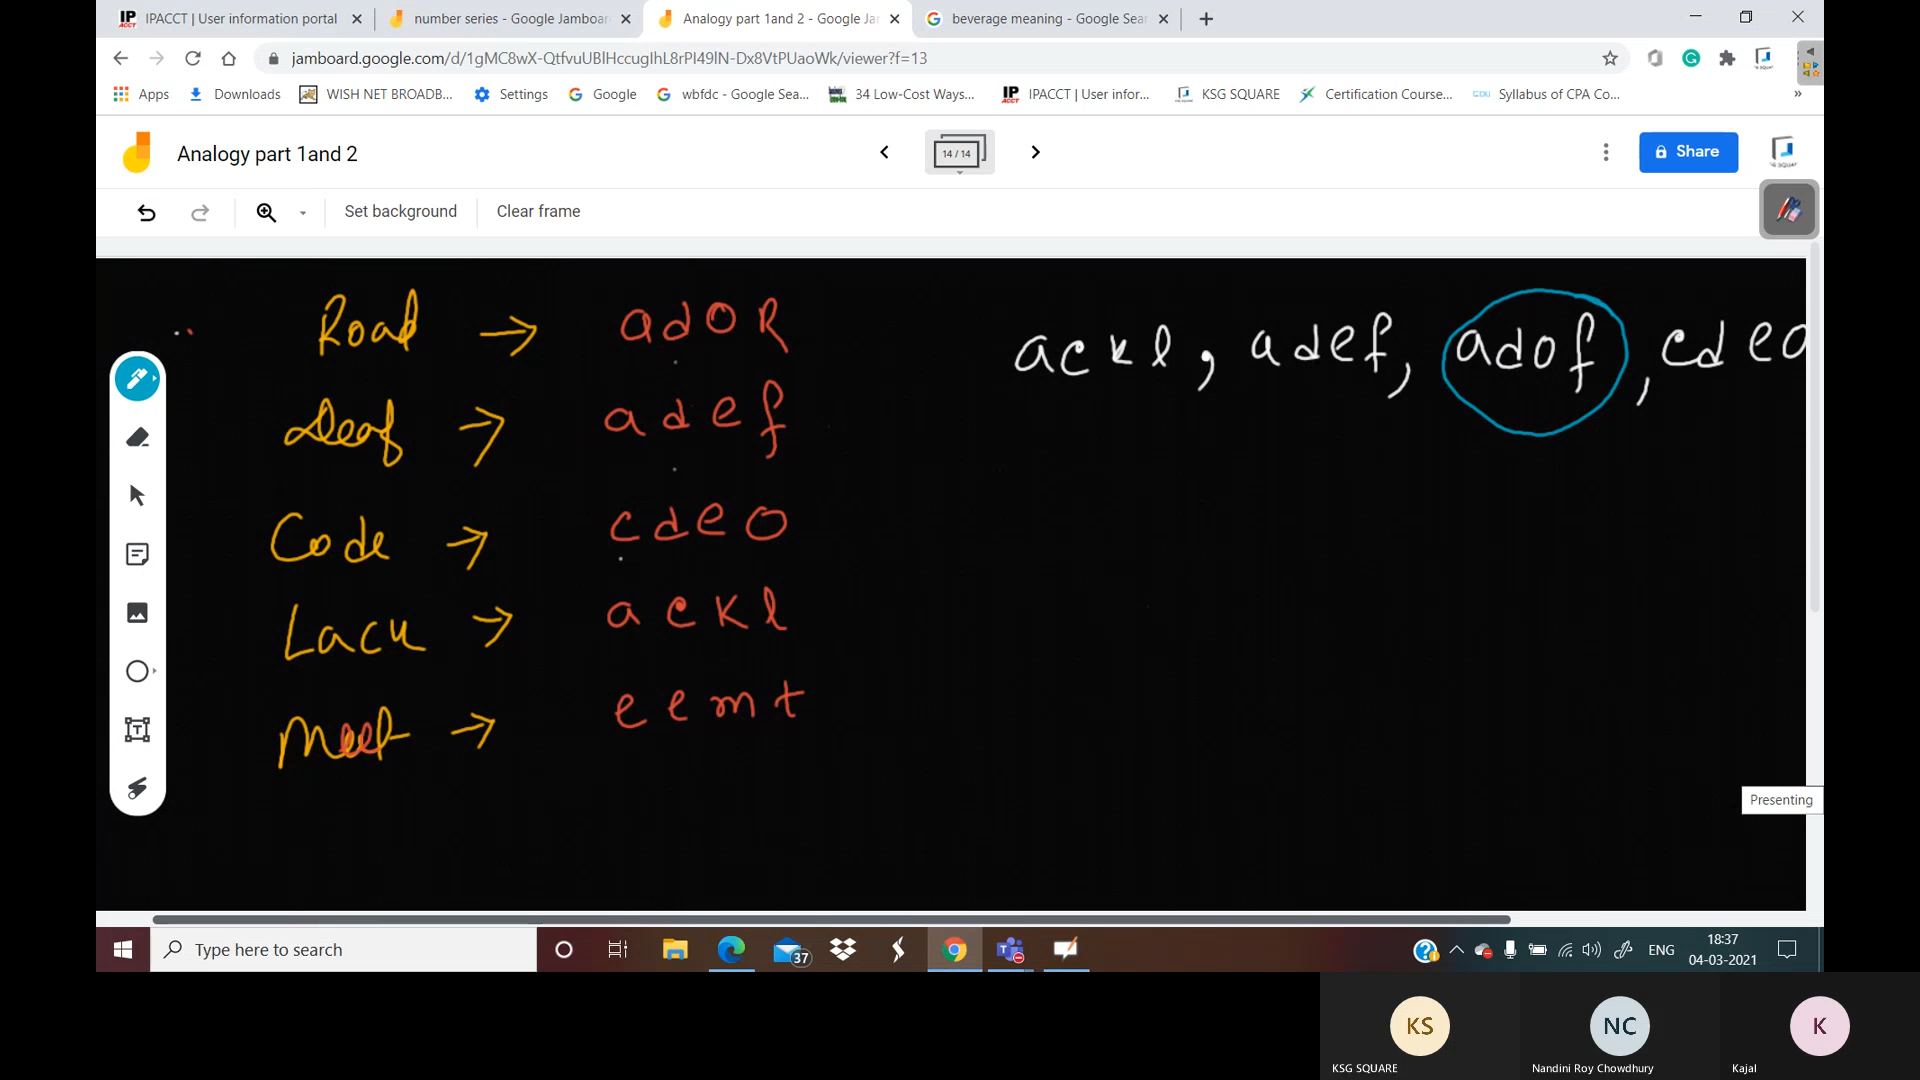 IPACCT | User information portal
number series - Google Jamboar
Analogy part 1and 2 - Google Ja
beverage meaning - Google Sea
jamboard.google.com/d/1gMC8wX-QtfvuUBlHccugIhL8rPI49lN-Dx8VtPUaoWk/viewer?f=13
Apps Downloads WISH NET BROADB... Settings Google wbfdc - Google Sea... 34 Low-Cost Ways... IPACCT | User infor... KSG SQUARE Certification Course... Syllabus of CPA Co... »
Analogy part 1and 2
14 / 14
Share
Set background Clear frame
Road → adOR
Deaf → adef
Code → cdeo
Lack → ackl
Meet → eemt
ackl, adef, adof, cdeo
Presenting
Type here to search
37
ENG
18:37
04-03-2021
KS
NC
K
KSG SQUARE
Nandini Roy Chowdhury
Kajal